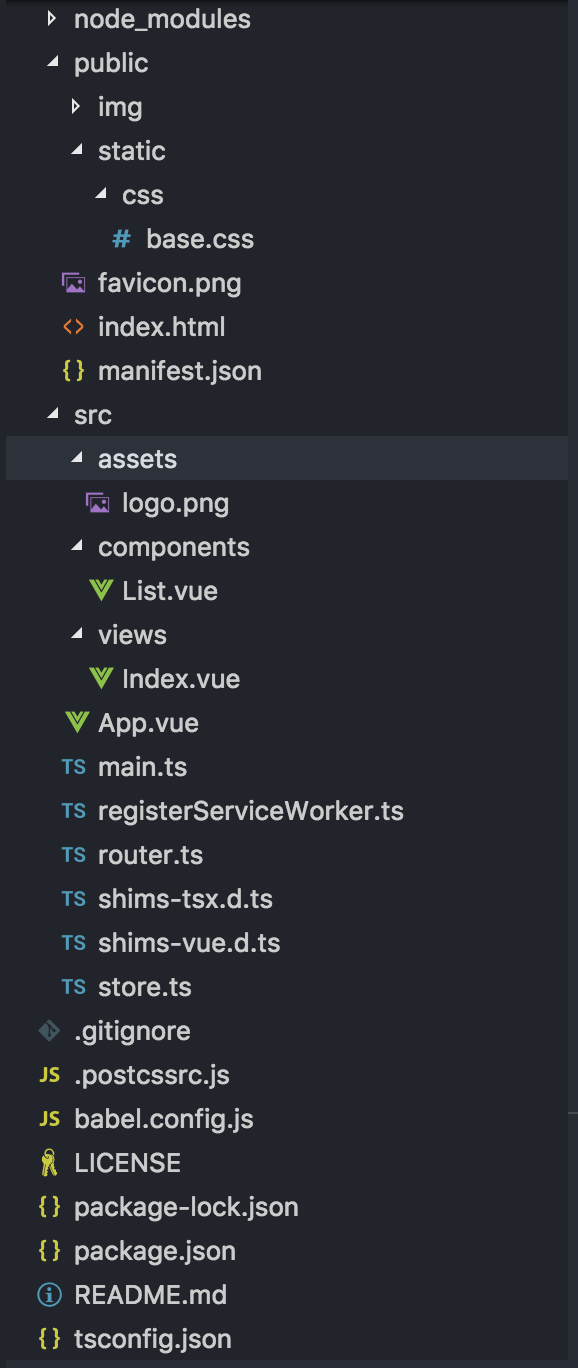 node_modules
public
img
static
css
# base.css
favicon.png
<> index.html
{ } manifest.json
src
assets
logo.png
components
List.vue
views
Index.vue
App.vue
TS main.ts
TS registerServiceWorker.ts
TS router.ts
TS shims-tsx.d.ts
TS shims-vue.d.ts
TS store.ts
.gitignore
JS .postcssrc.js
JS babel.config.js
LICENSE
{ } package-lock.json
{ } package.json
README.md
{ } tsconfig.json